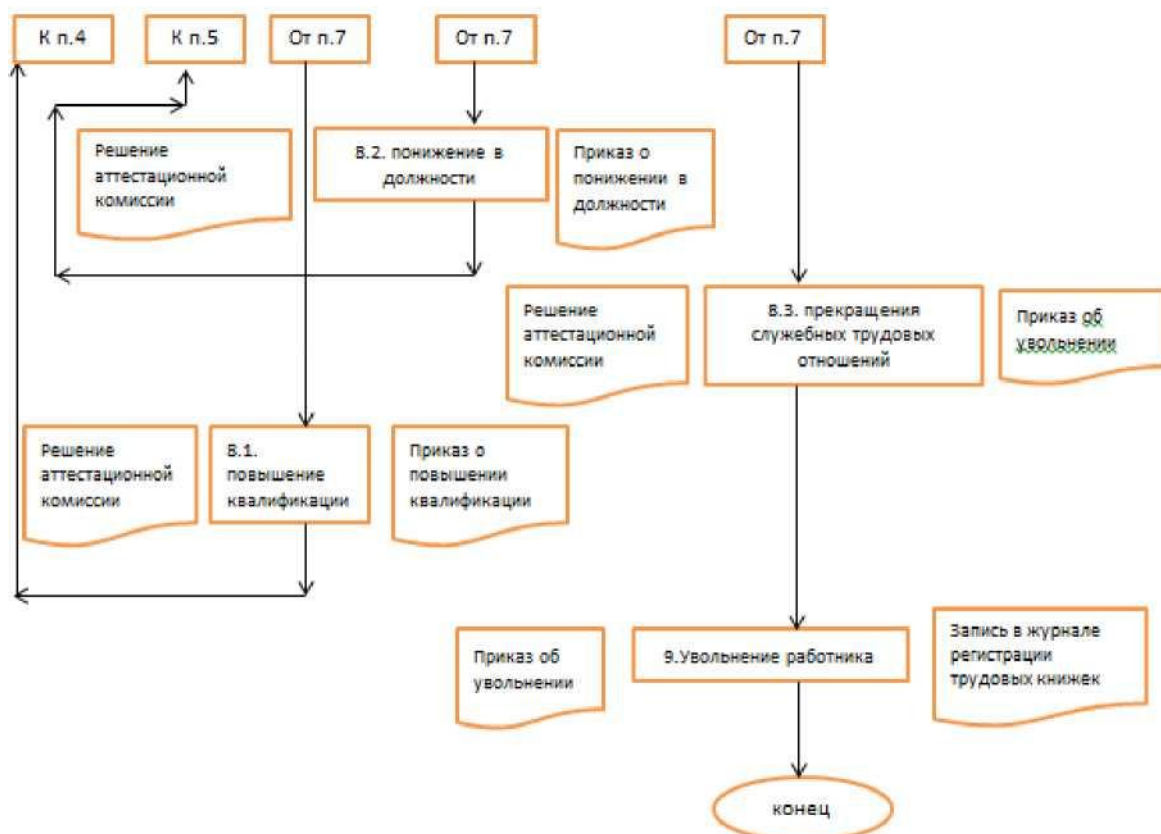 К п.4
К п.5
От п.7
От п.7
От п.7
Решение
аттестационной
комиссии
8.2. понижение в
должности
Приказ о
понижении в
должности
Решение
аттестационной
комиссии
8.3. прекращения
служебных трудовых
отношений
Приказ об
увольнении
Решение
аттестационной
комиссии
8.1.
повышение
квалификации
Приказ о
повышении
квалификации
Приказ об
увольнении
9.Увольнение работника
Запись в журнале
регистрации
трудовых книжек
конец